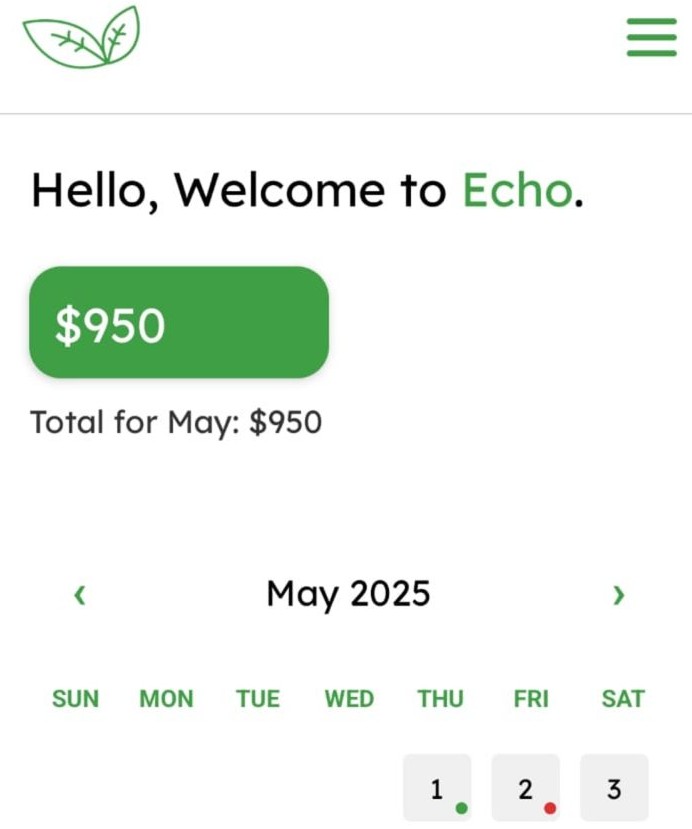 Hello, Welcome to Echo.
$950
Total for May: $950
‹ May 2025 ›
SUN MON TUE WED THU FRI SAT
1 2 3